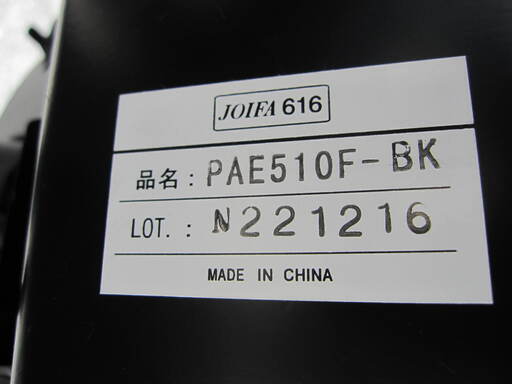 JOIFA 616
品名: PAE510F-BK
LOT.: N221216
MADE IN CHINA